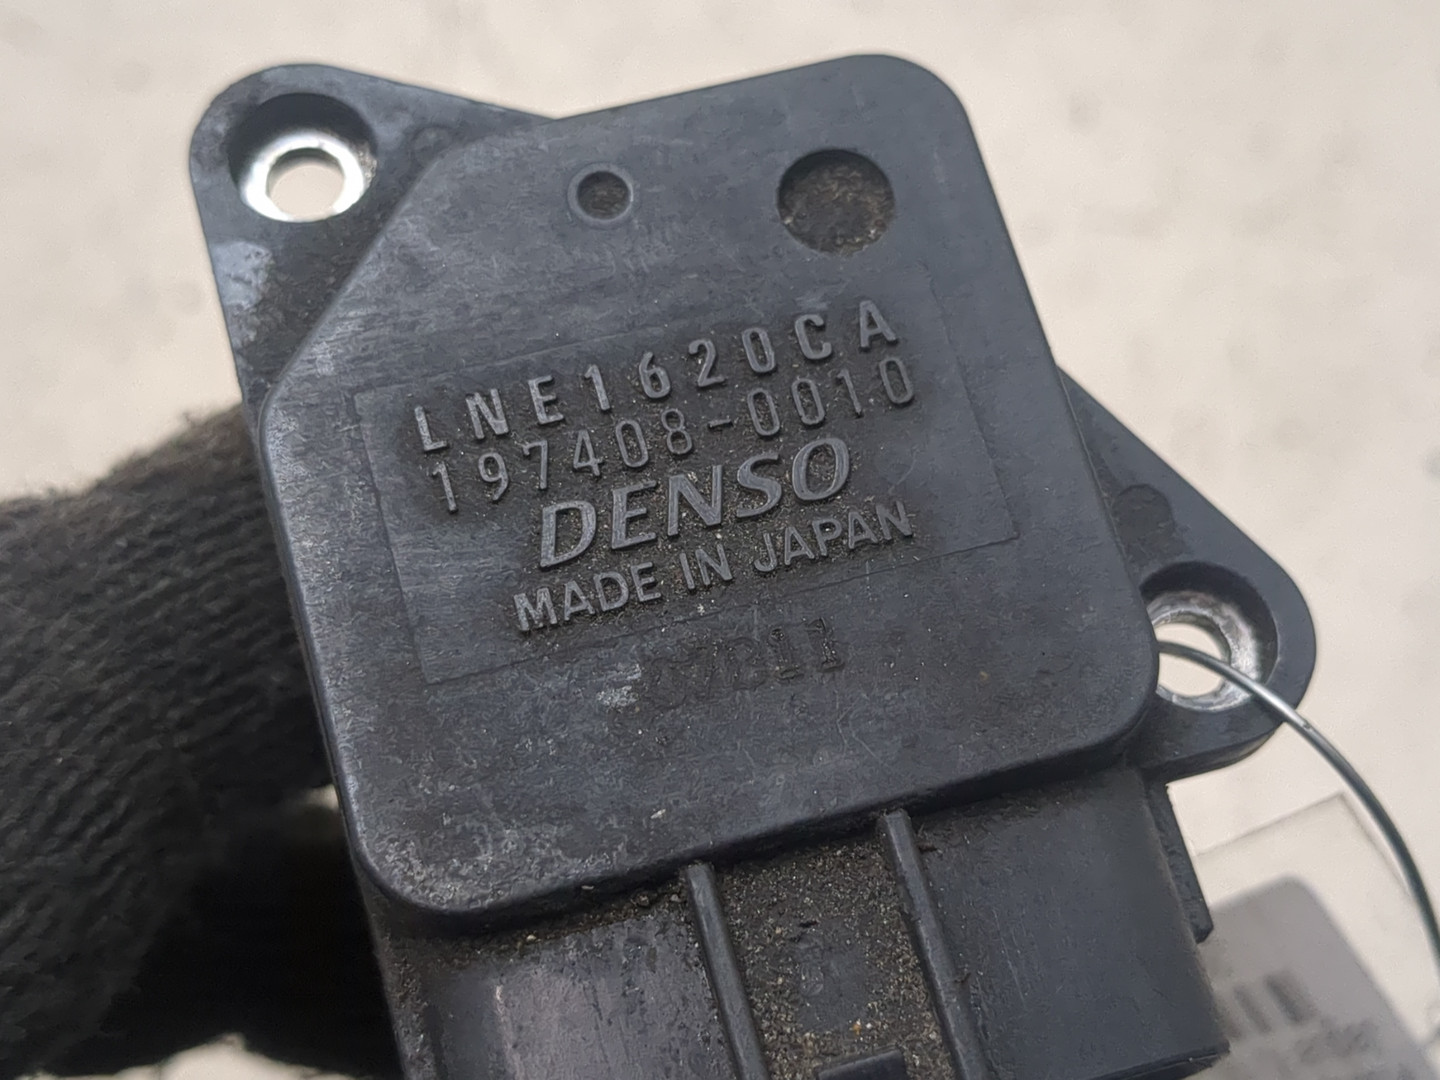 LNE1620CA
197408-0010
DENSO
MADE IN JAPAN